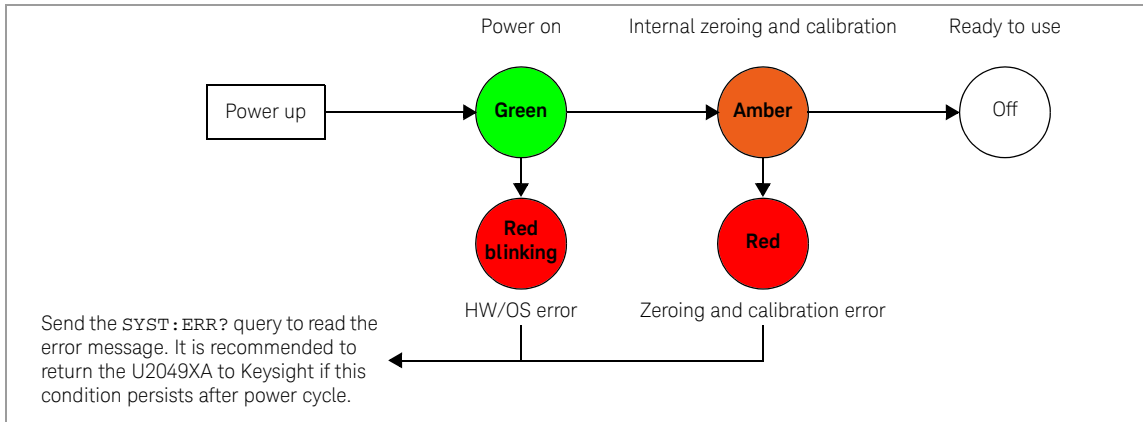 Power on
Internal zeroing and calibration
Ready to use
Power up
Green
Amber
Off
Red
blinking
Red
HW/OS error
Zeroing and calibration error
Send the SYST:ERR? query to read the
error message. It is recommended to
return the U2049XA to Keysight if this
condition persists after power cycle.